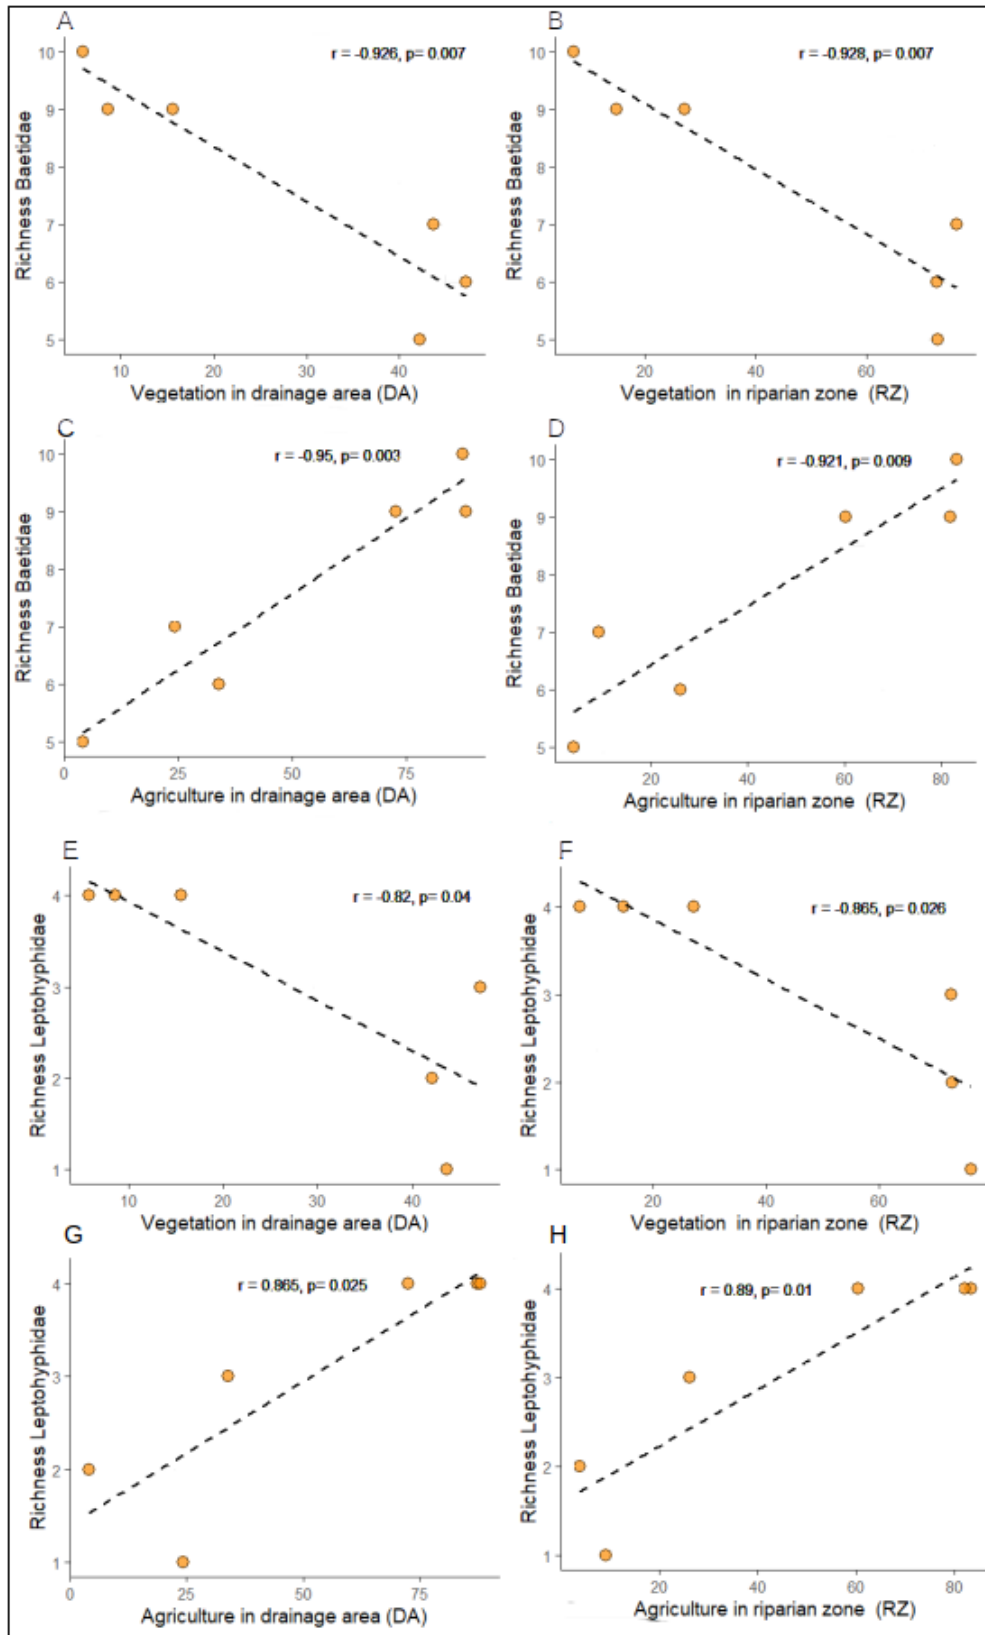 A
r = -0.926, p= 0.007
Richness Baetidae
10
9
8
7
6
5
10
20
30
40
Vegetation in drainage area (DA)
B
r = -0.928, p= 0.007
Richness Baetidae
10
9
8
7
6
5
20
40
60
Vegetation in riparian zone (RZ)
C
r = -0.95, p= 0.003
Richness Baetidae
10
9
8
7
6
5
0
25
50
75
Agriculture in drainage area (DA)
D
r = -0.921, p= 0.009
Richness Baetidae
10
9
8
7
6
5
20
40
60
80
Agriculture in riparian zone (RZ)
E
r = -0.82, p= 0.04
Richness Leptohyphidae
4
3
2
1
10
20
30
40
Vegetation in drainage area (DA)
F
r = -0.865, p= 0.026
Richness Leptohyphidae
4
3
2
1
20
40
60
Vegetation in riparian zone (RZ)
G
r = 0.865, p= 0.025
Richness Leptohyphidae
4
3
2
1
0
25
50
75
Agriculture in drainage area (DA)
H
r = 0.89, p= 0.01
Richness Leptohyphidae
4
3
2
1
20
40
60
80
Agriculture in riparian zone (RZ)